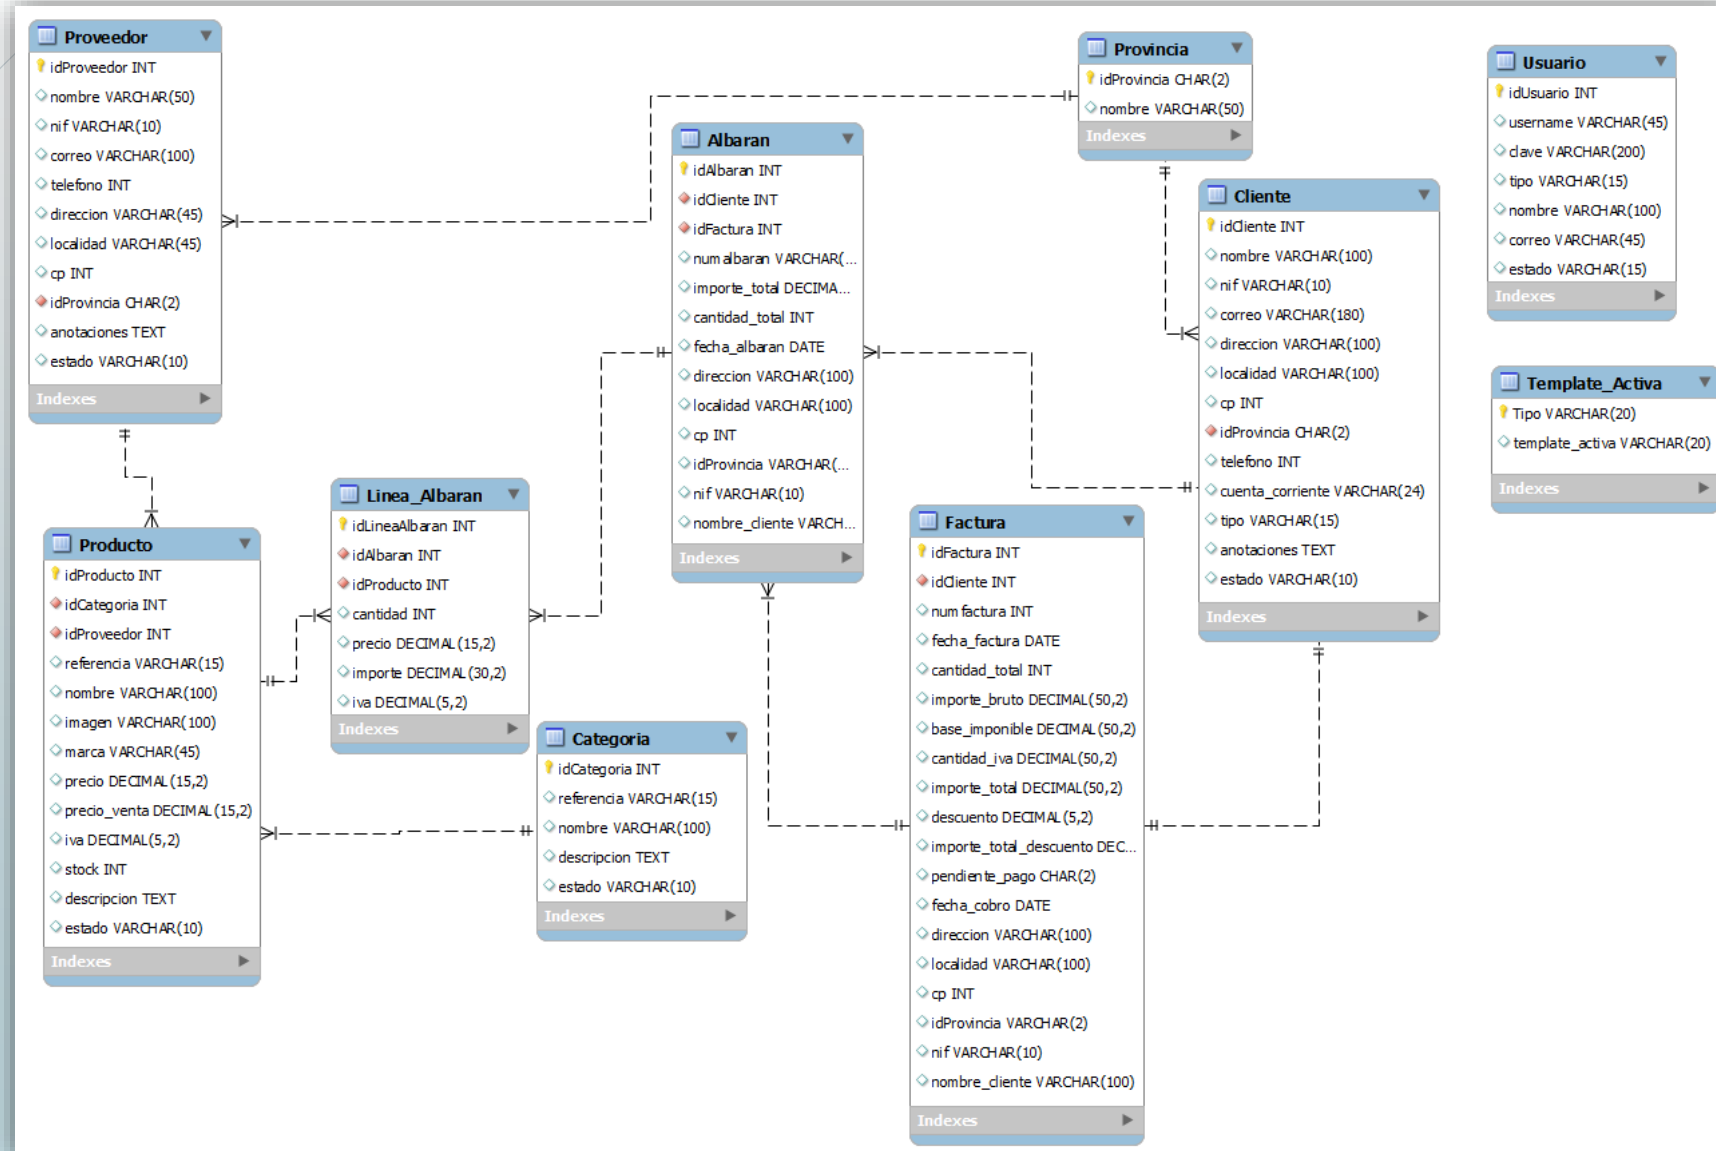 Proveedor
idProveedor INT
nombre VARCHAR(50)
nif VARCHAR(10)
correo VARCHAR(100)
telefono INT
direccion VARCHAR(45)
localidad VARCHAR(45)
cp INT
idProvincia CHAR(2)
anotaciones TEXT
estado VARCHAR(10)
Indexes
Producto
idProducto INT
idCategoria INT
idProveedor INT
referencia VARCHAR(15)
nombre VARCHAR(100)
imagen VARCHAR(100)
marca VARCHAR(45)
precio DECIMAL(15,2)
precio_venta DECIMAL(15,2)
iva DECIMAL(5,2)
stock INT
descripcion TEXT
estado VARCHAR(10)
Indexes
Linea_Albaran
idLineaAlbaran INT
idAlbaran INT
idProducto INT
cantidad INT
precio DECIMAL(15,2)
importe DECIMAL(30,2)
iva DECIMAL(5,2)
Indexes
Categoria
idCategoria INT
referencia VARCHAR(15)
nombre VARCHAR(100)
descripcion TEXT
estado VARCHAR(10)
Indexes
Albaran
idAlbaran INT
idCliente INT
idFactura INT
numalbaran VARCHAR(...
importe_total DECIMA...
cantidad_total INT
fecha_albaran DATE
direccion VARCHAR(100)
localidad VARCHAR(100)
cp INT
idProvincia VARCHAR(...
nif VARCHAR(10)
nombre_cliente VARCH...
Indexes
Factura
idFactura INT
idCliente INT
numfactura INT
fecha_factura DATE
cantidad_total INT
importe_bruto DECIMAL(50,2)
base_imponible DECIMAL(50,2)
cantidad_iva DECIMAL(50,2)
importe_total DECIMAL(50,2)
descuento DECIMAL(5,2)
importe_total_descuento DEC...
pendiente_pago CHAR(2)
fecha_cobro DATE
direccion VARCHAR(100)
localidad VARCHAR(100)
cp INT
idProvincia VARCHAR(2)
nif VARCHAR(10)
nombre_cliente VARCHAR(100)
Indexes
Provincia
idProvincia CHAR(2)
nombre VARCHAR(50)
Indexes
Cliente
idCliente INT
nombre VARCHAR(100)
nif VARCHAR(10)
correo VARCHAR(180)
direccion VARCHAR(100)
localidad VARCHAR(100)
cp INT
idProvincia CHAR(2)
telefono INT
cuenta_corriente VARCHAR(24)
tipo VARCHAR(15)
anotaciones TEXT
estado VARCHAR(10)
Indexes
Usuario
idUsuario INT
username VARCHAR(45)
clave VARCHAR(200)
tipo VARCHAR(15)
nombre VARCHAR(100)
correo VARCHAR(45)
estado VARCHAR(15)
Indexes
Template_Activa
Tipo VARCHAR(20)
template_activa VARCHAR(20)
Indexes